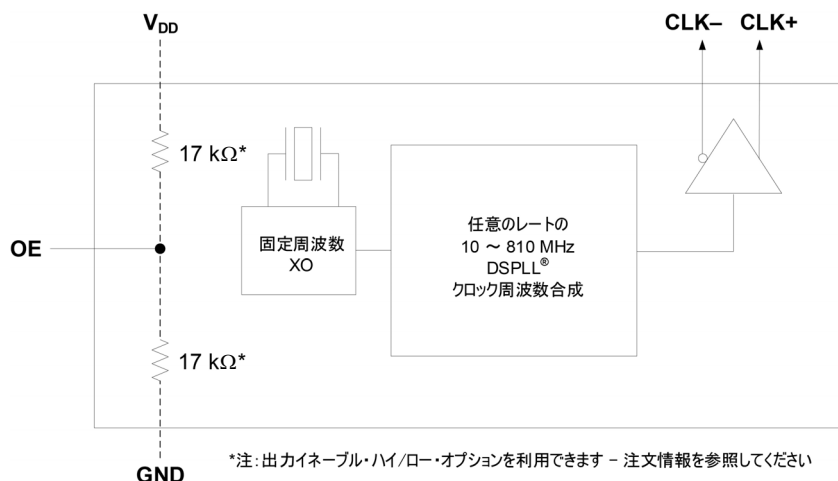 VDD
CLK–
CLK+
17 kΩ*
OE
固定周波数
XO
任意のレートの
10 ～ 810 MHz
DSPLL®
クロック周波数合成
17 kΩ*
GND
*注: 出力イネーブル・ハイ/ロー・オプションを利用できます – 注文情報を参照してください